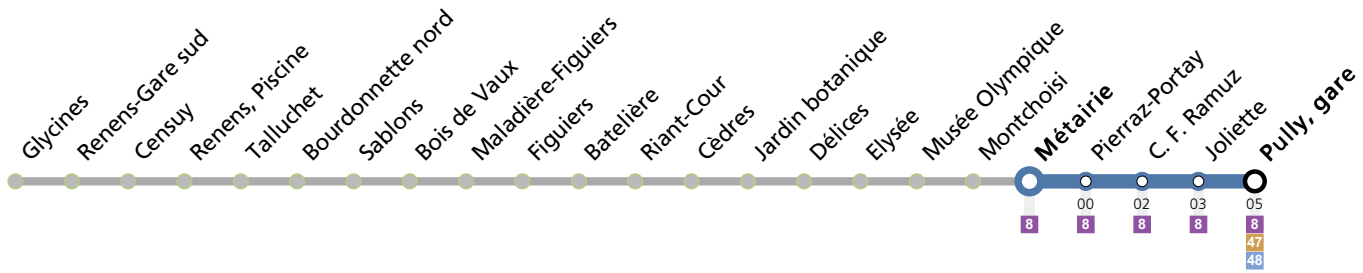 Glycines
Renens-Gare sud
Censuy
Renens, Piscine
Talluchet
Bourdonnette nord
Sablons
Bois de Vaux
Maladière-Figuiers
Figuiers
Batelière
Riant-Cour
Cèdres
Jardin botanique
Délices
Elysée
Musée Olympique
Montchoisi
Métairie
Pierraz-Portay
C. F. Ramuz
Joliette
Pully, gare
00 02 03 05
8 8 8 8 8
47
48